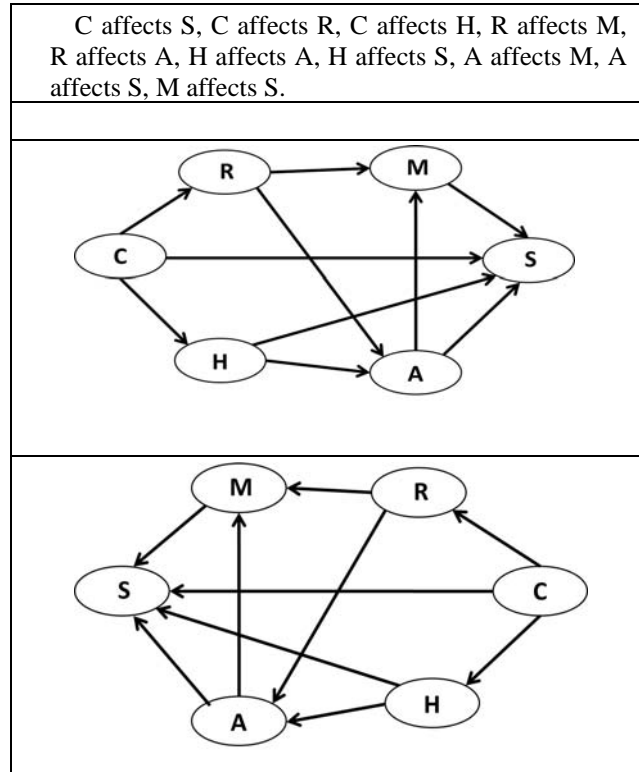 C affects S, C affects R, C affects H, R affects M,
R affects A, H affects A, H affects S, A affects M, A
affects S, M affects S.
R
M
C
S
H
A
M
R
S
C
A
H